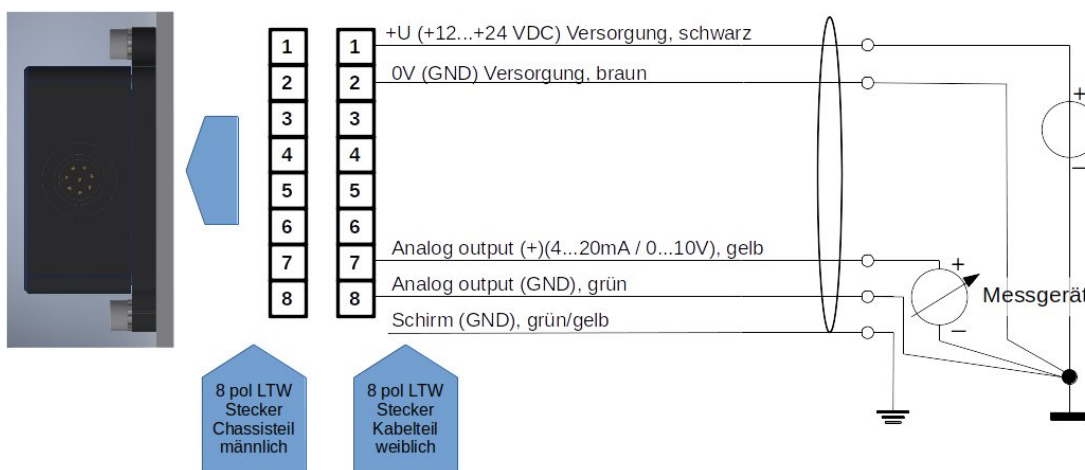 +U (+12...+24 VDC) Versorgung, schwarz
0V (GND) Versorgung, braun
1 1
2 2
3 3
4 4
5 5
6 6
7 7
8 8
+
–
Analog output (+)(4...20mA / 0...10V), gelb
+
Analog output (GND), grün
Messgerät
–
Schirm (GND), grün/gelb
8 pol LTW
Stecker
Chassisteil
männlich
8 pol LTW
Stecker
Kabelteil
weiblich